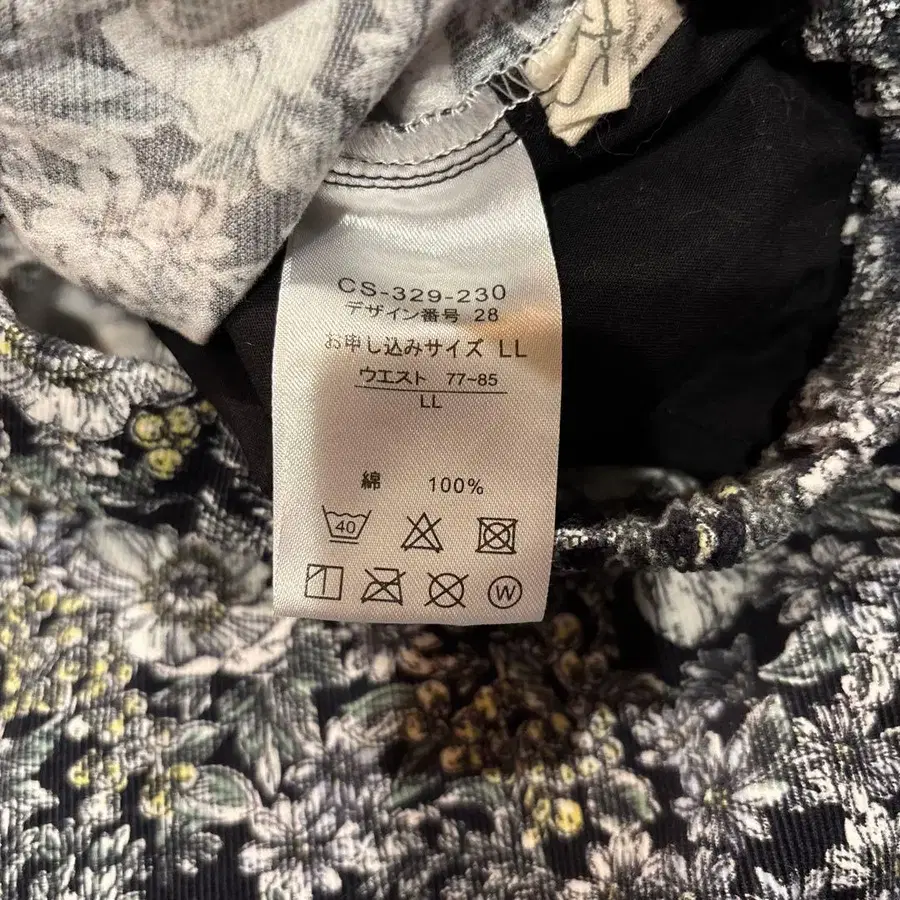 CS-329-230
デザイン番号 28
お申し込みサイズ LL
ウエスト 77~85
LL
綿 100%
40
W